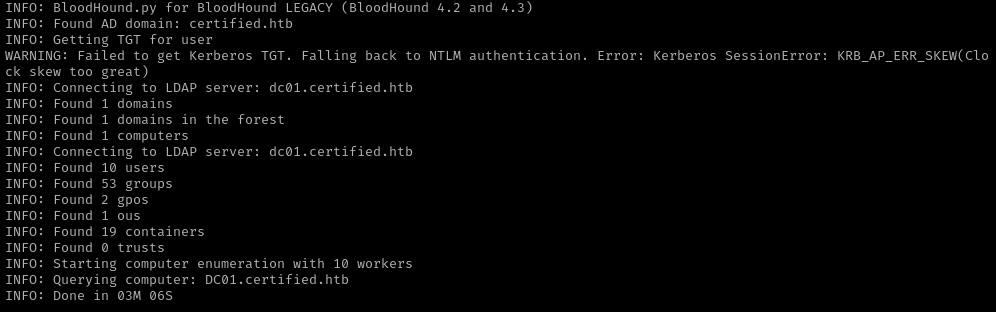 INFO: BloodHound.py for BloodHound LEGACY (BloodHound 4.2 and 4.3)
INFO: Found AD domain: certified.htb
INFO: Getting TGT for user
WARNING: Failed to get Kerberos TGT. Falling back to NTLM authentication. Error: Kerberos SessionError: KRB_AP_ERR_SKEW(Clo
ck skew too great)
INFO: Connecting to LDAP server: dc01.certified.htb
INFO: Found 1 domains
INFO: Found 1 domains in the forest
INFO: Found 1 computers
INFO: Connecting to LDAP server: dc01.certified.htb
INFO: Found 10 users
INFO: Found 53 groups
INFO: Found 2 gpos
INFO: Found 1 ous
INFO: Found 19 containers
INFO: Found 0 trusts
INFO: Starting computer enumeration with 10 workers
INFO: Querying computer: DC01.certified.htb
INFO: Done in 03M 06S